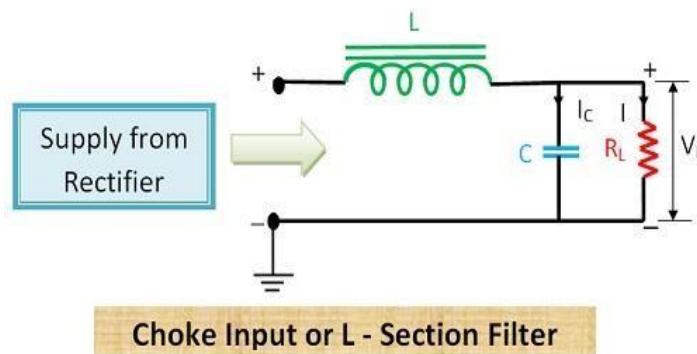 L
+
+
Supply from
Rectifier
I_C
I
C
R_L
V
−
−
Choke Input or L - Section Filter